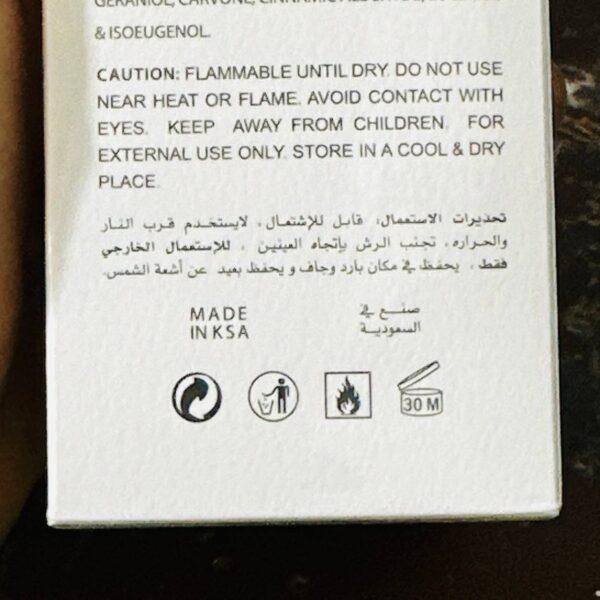 GERANIOL, CARVONE, CINNAMIC
& ISOEUGENOL.
CAUTION: FLAMMABLE UNTIL DRY. DO NOT USE
NEAR HEAT OR FLAME. AVOID CONTACT WITH
EYES. KEEP AWAY FROM CHILDREN. FOR
EXTERNAL USE ONLY. STORE IN A COOL & DRY
PLACE.
تحذيرات الاستعمال: قابل للإشتعال، لايستخدم قرب النار
والحراره، تجنب الرش بإتجاه العينين ، للإستعمال الخارجي
فقط ، يحفظ في مكان بارد وجاف و يحفظ بعيد عن أشعة الشمس.
MADE
IN KSA
صنع في
السعودية
30 M